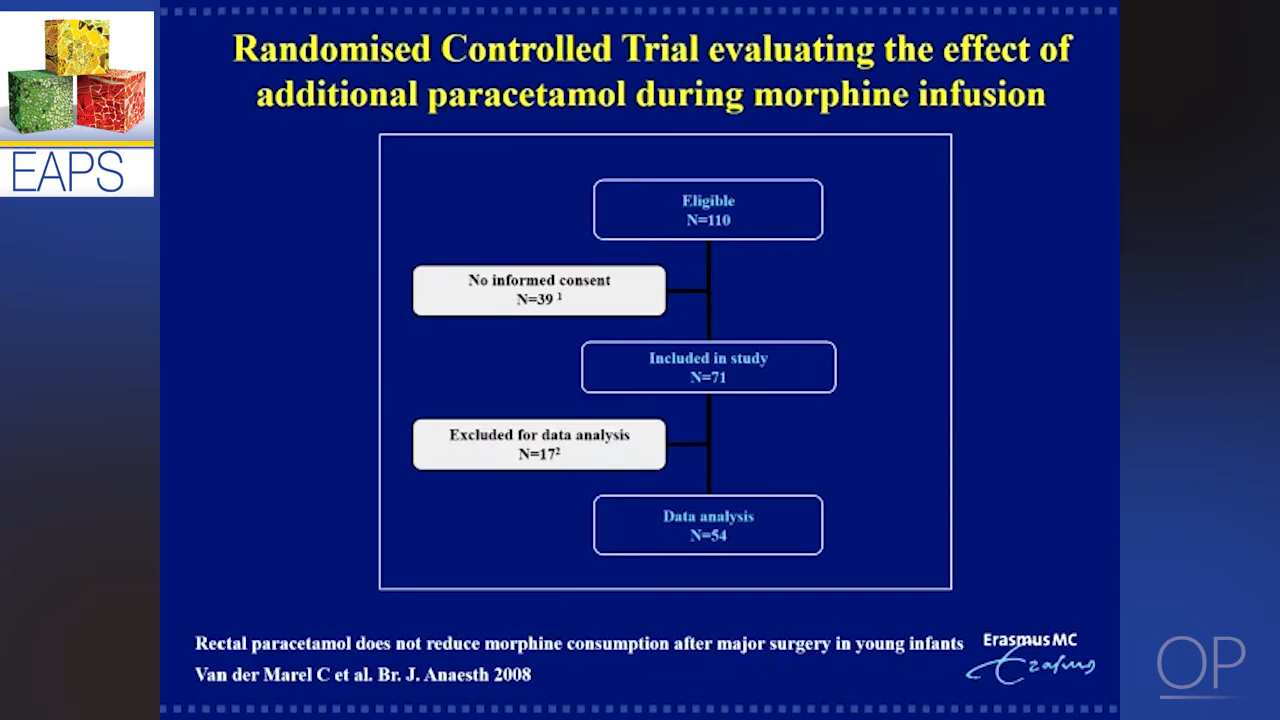 EAPS
Randomised Controlled Trial evaluating the effect of
additional paracetamol during morphine infusion
Eligible
N=110
No informed consent
N=39 ¹
Included in study
N=71
Excluded for data analysis
N=17²
Data analysis
N=54
Rectal paracetamol does not reduce morphine consumption after major surgery in young infants
Van der Marel C et al. Br. J. Anaesth 2008
Erasmus MC
Erasmus
OP